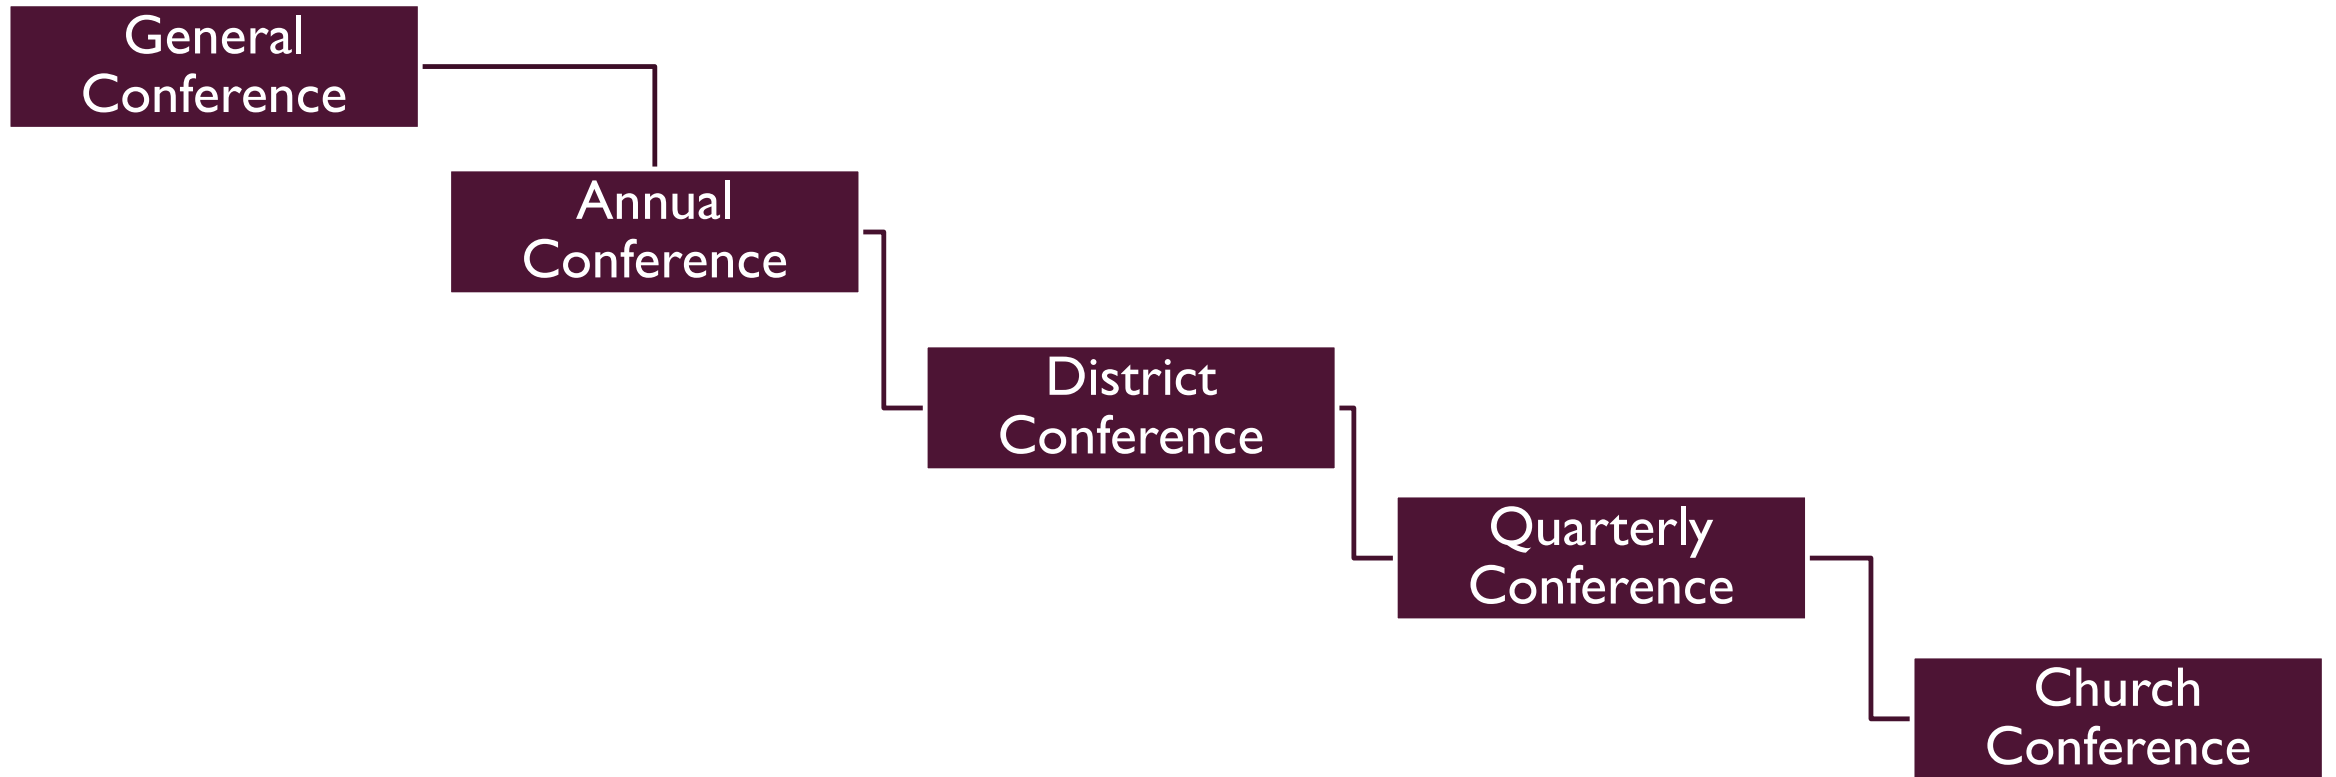 General
Conference
Annual
Conference
District
Conference
Quarterly
Conference
Church
Conference